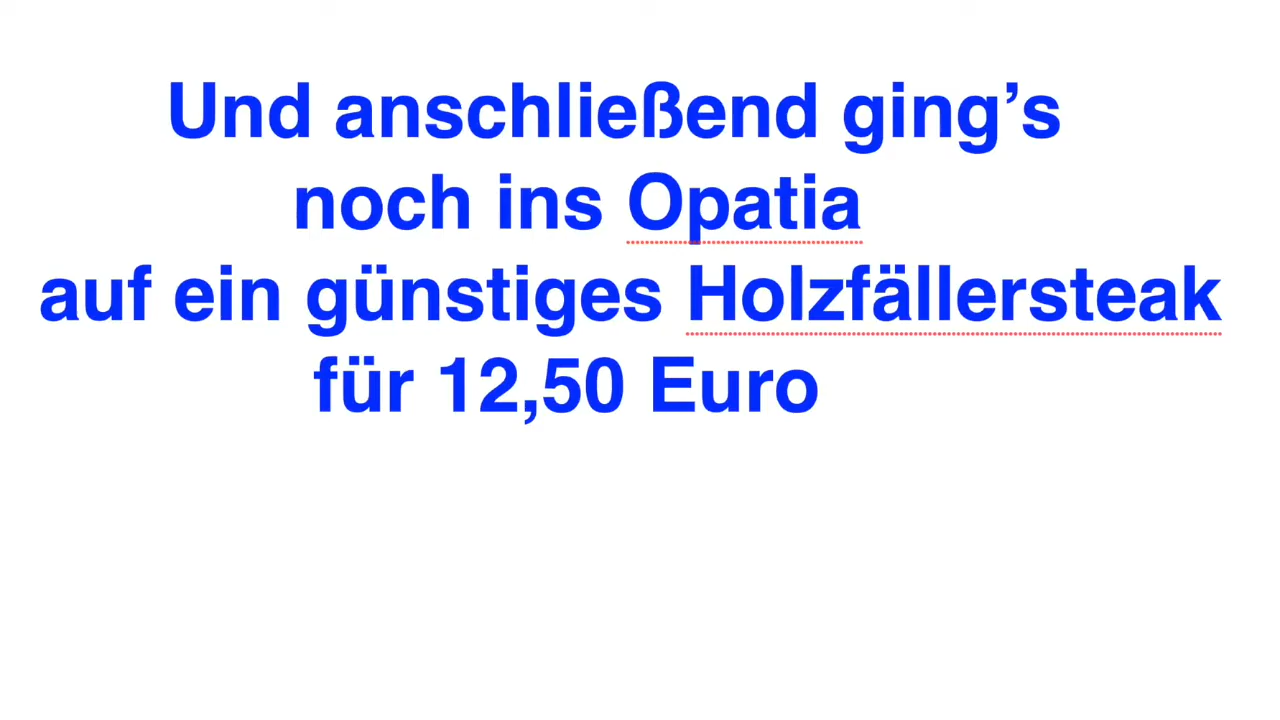 Und anschließend ging’s
noch ins Opatia
auf ein günstiges Holzfällersteak
für 12,50 Euro